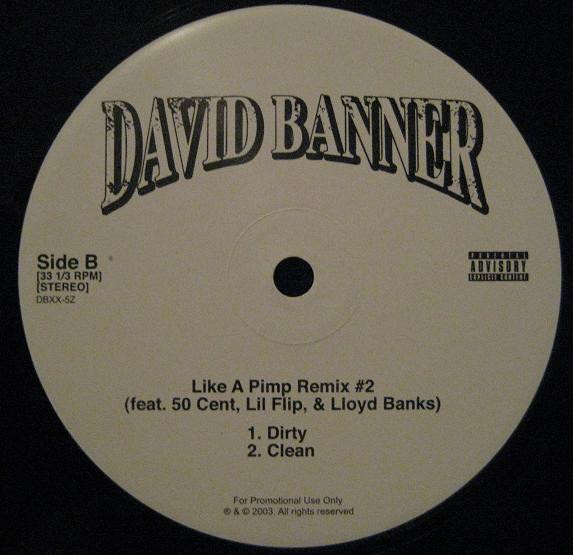 DAVID BANNER
Side B
[33 1/3 RPM]
[STEREO]
DBXX-5Z
PARENTAL
ADVISORY
EXPLICIT CONTENT
Like A Pimp Remix #2
(feat. 50 Cent, Lil Flip, & Lloyd Banks)
1. Dirty
2. Clean
For Promotional Use Only
® & © 2003. All rights reserved